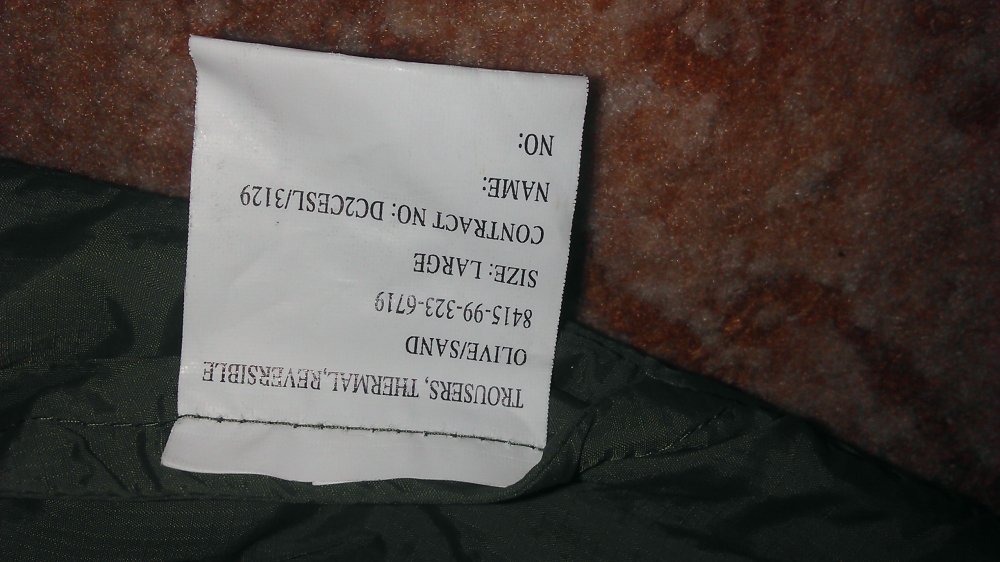 TROUSERS, THERMAL,REVERSIBLE
OLIVE/SAND
8415-99-323-6719
SIZE: LARGE
CONTRACT NO: DC2CESL/3129
NAME:
NO: